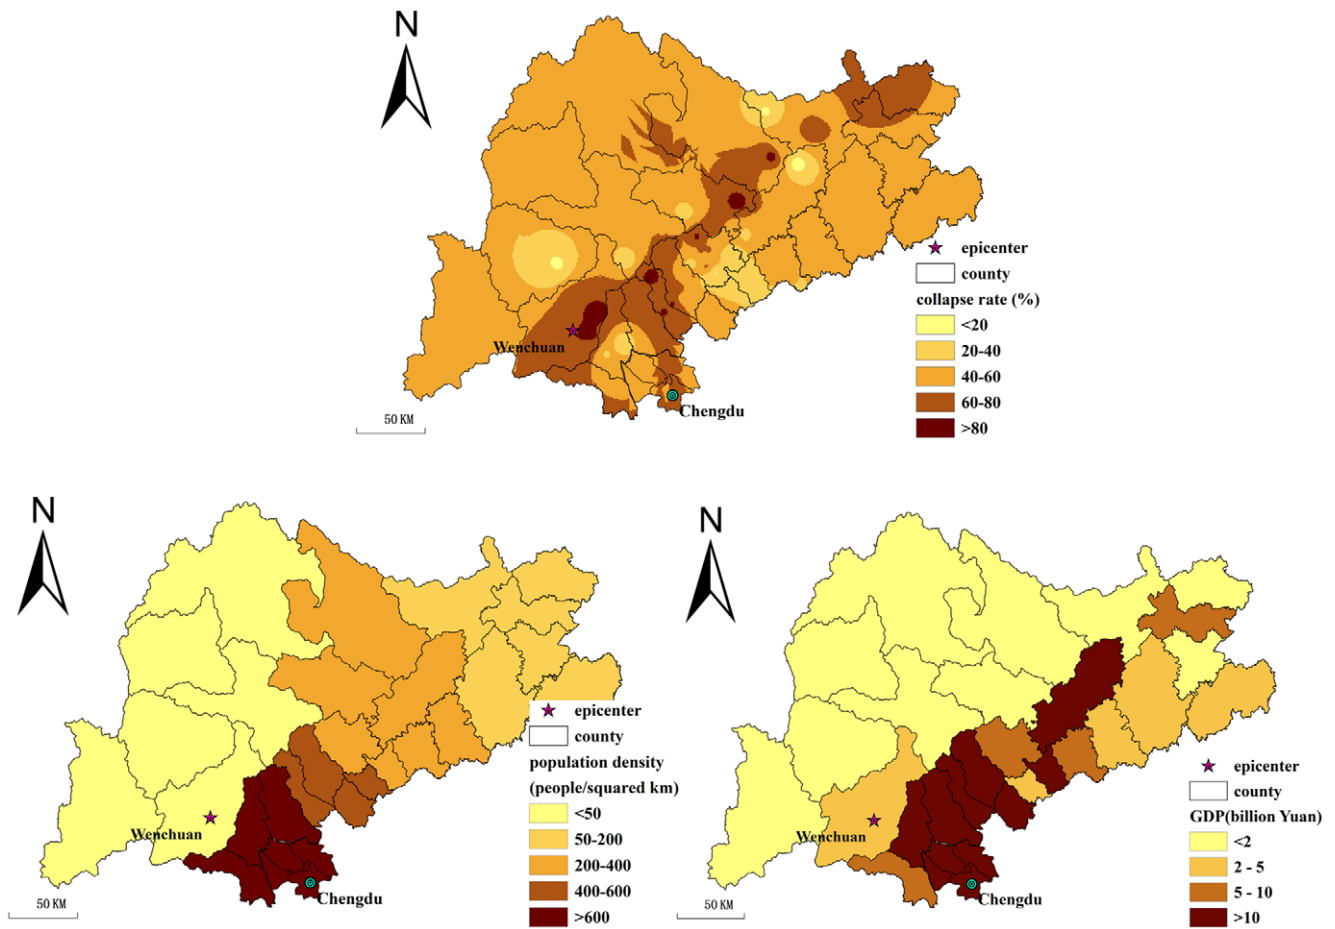 N
epicenter
county
collapse rate (%)
<20
20-40
40-60
60-80
>80
Wenchuan
Chengdu
50 KM
N
epicenter
county
population density
(people/squared km)
<50
50-200
200-400
400-600
>600
Wenchuan
Chengdu
50 KM
N
epicenter
county
GDP(billion Yuan)
<2
2 - 5
5 - 10
>10
Wenchuan
Chengdu
50 KM